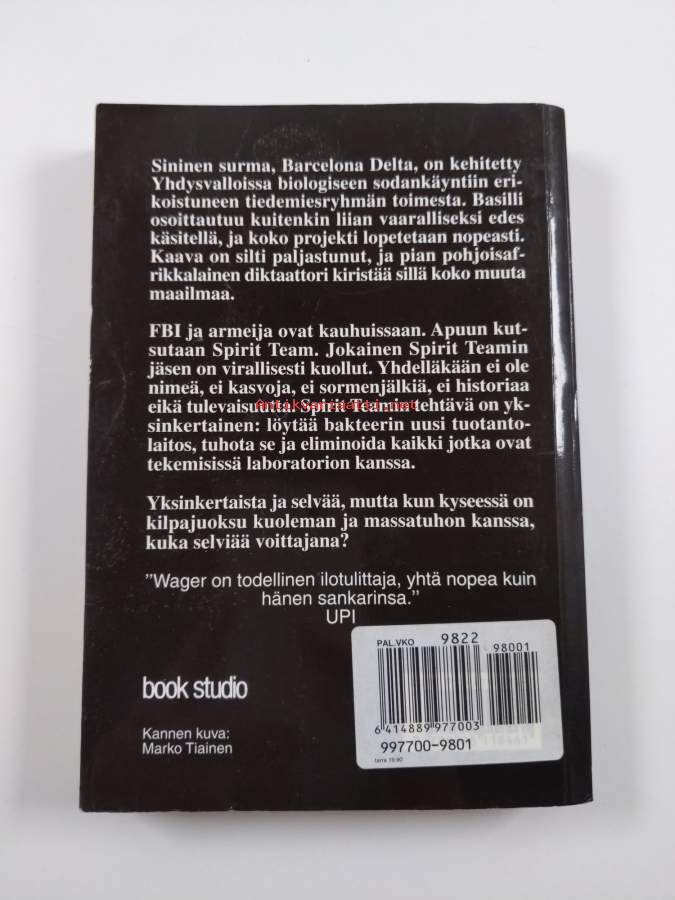 Sininen surma, Barcelona Delta, on kehitetty
Yhdysvalloissa biologiseen sodankäyntiin eri-
koistuneen tiedemiesryhmän toimesta. Basilli
osoittautuu kuitenkin liian vaaralliseksi edes
käsitellä, ja koko projekti lopetetaan nopeasti.
Kaava on silti paljastunut, ja pian pohjoisaf-
rikkalainen diktaattori kiristää sillä koko muuta
maailmaa.
FBI ja armeija ovat kauhuissaan. Apuun kut-
sutaan Spirit Team. Jokainen Spirit Teamin
jäsen on virallisesti kuollut. Yhdelläkään ei ole
nimeä, ei kasvoja, ei sormenjälkiä, ei historiaa
eikä Spirit Teamin tehtävä on yk-
sinkertainen: löytää bakteerin uusi tuotanto-
laitos, tuhota se ja eliminoida kaikki jotka ovat
tekemisissä laboratorion kanssa.
Yksinkertaista ja selvää, mutta kun kyseessä on
kilpajuoksu kuoleman ja massatuhon kanssa,
kuka selviää voittajana?
"Wager on todellinen ilotulittaja, yhtä nopea kuin
hänen sankarinsa."
UPI
book studio
Kannen kuva:
Marko Tiainen
PAL.VKO 9822
98001
6 414889 977003
997700-9801